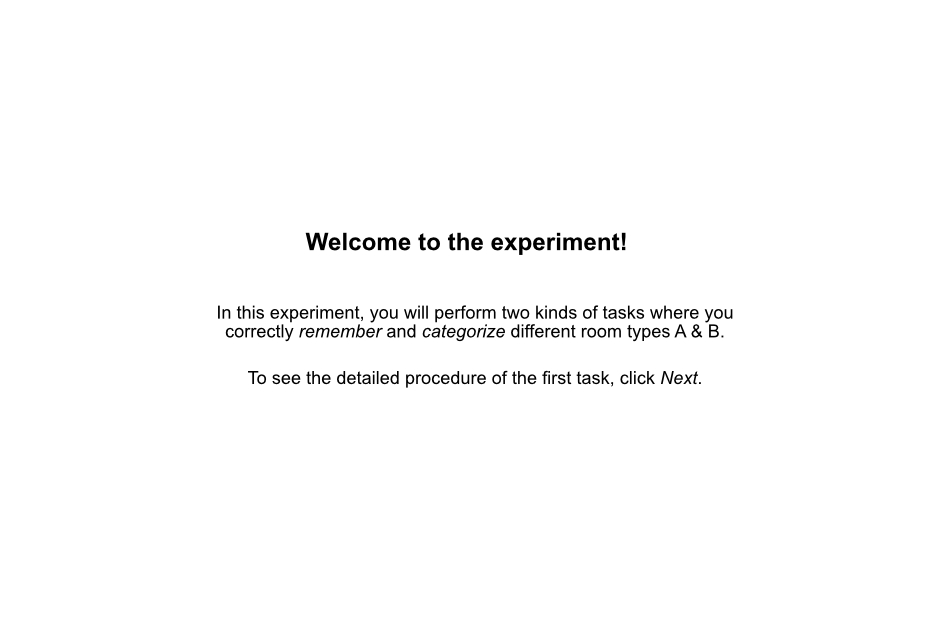 Welcome to the experiment!
In this experiment, you will perform two kinds of tasks where you
correctly remember and categorize different room types A & B.
To see the detailed procedure of the first task, click Next.